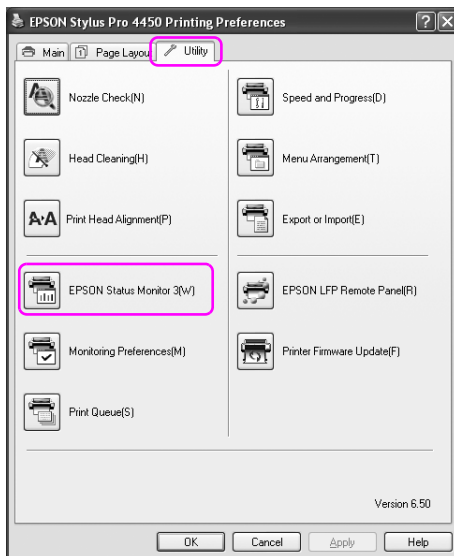 EPSON Stylus Pro 4450 Printing Preferences
Main Page Layou Utility
Nozzle Check(N)
Speed and Progress(D)
Head Cleaning(H)
Menu Arrangement(T)
A·A Print Head Alignment(P)
Export or Import(E)
EPSON Status Monitor 3(W)
EPSON LFP Remote Panel(R)
Monitoring Preferences(M)
Printer Firmware Update(F)
Print Queue(S)
Version 6.50
OK Cancel Apply Help